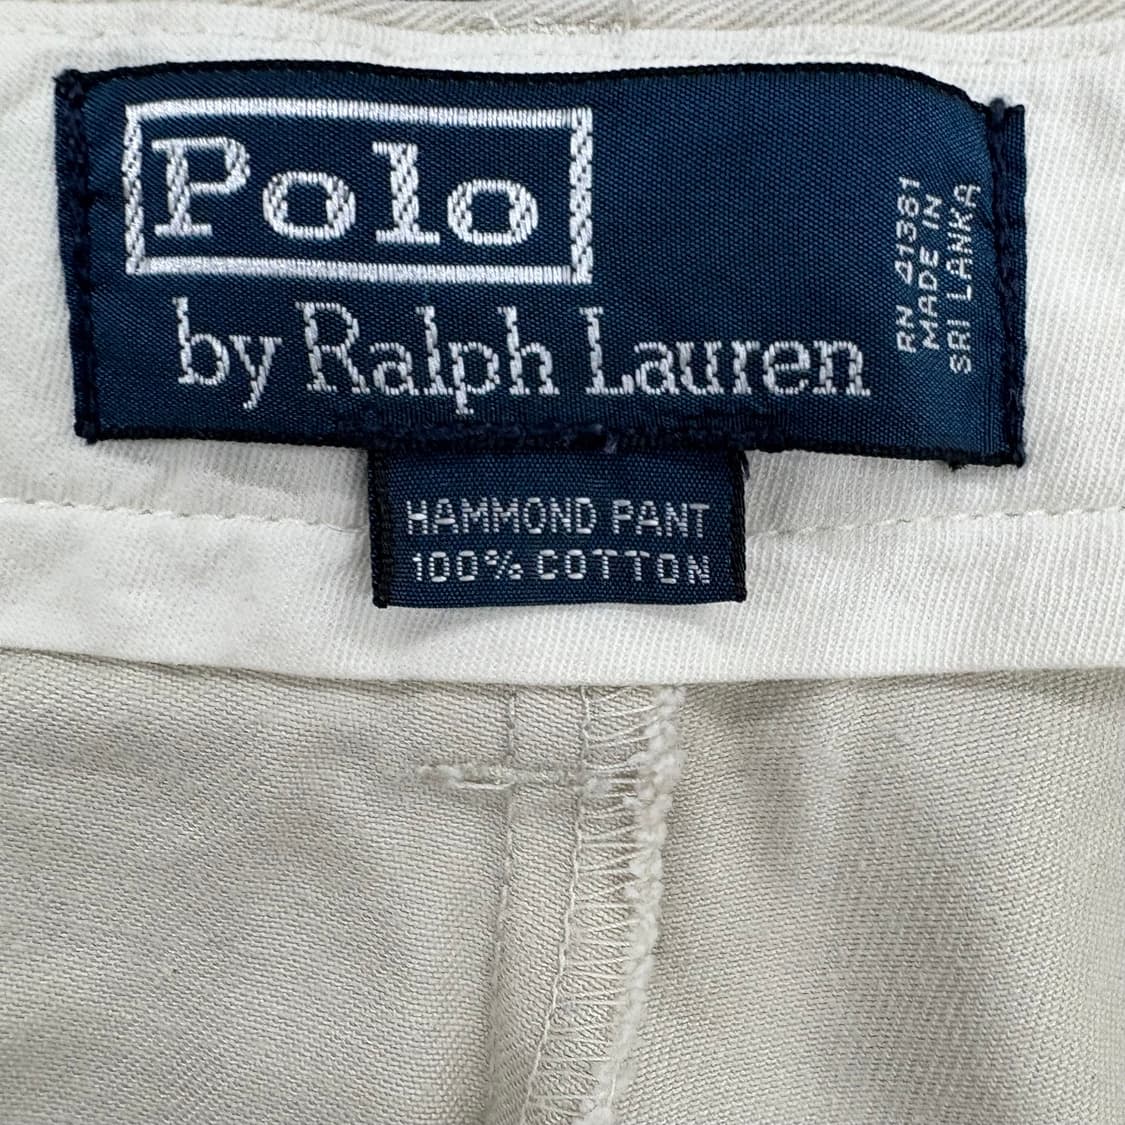 Polo
by Ralph Lauren
RN 41381
MADE IN
SRI LANKA
HAMMOND PANT
100% COTTON